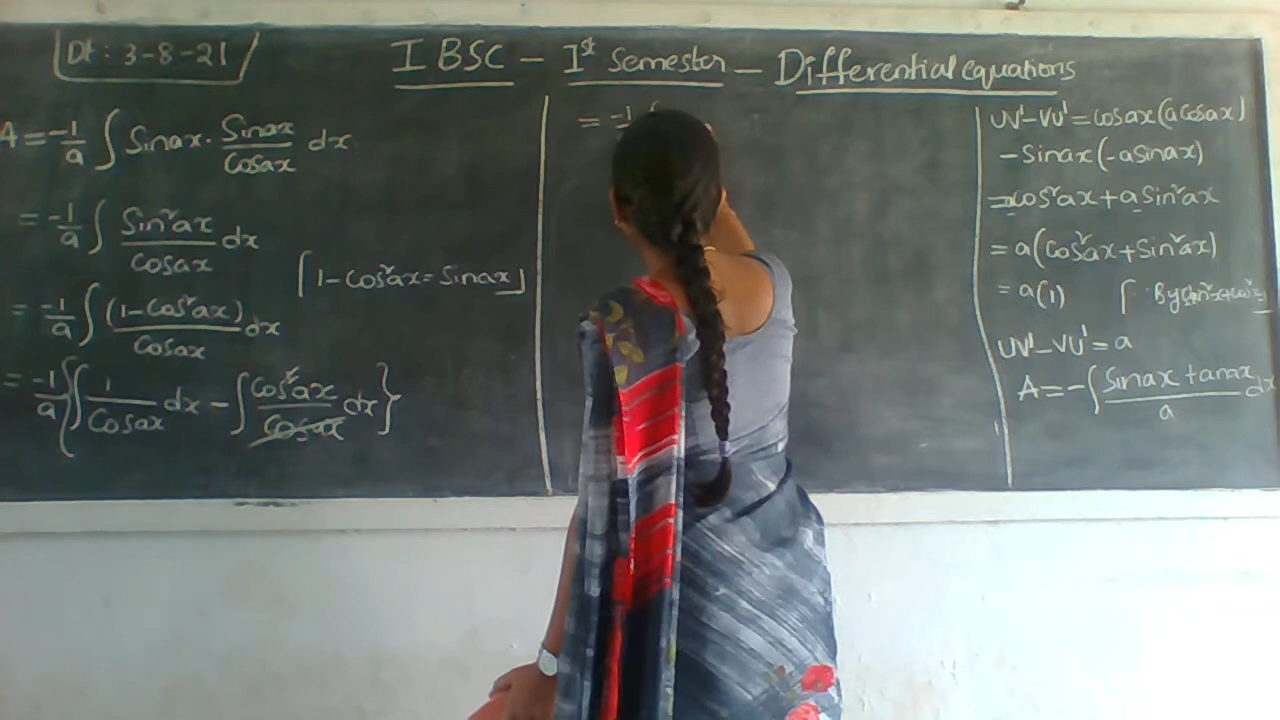 Dt: 3-8-21
I BSC - Ist Semester - Differential equations
A = -1/a ∫ Sinax · Sinax/Cosax dx
= -1/a ∫ Sin²ax/Cosax dx
[1-Cos²ax = Sinax]
= -1/a ∫ (1-Cos²ax)/Cosax dx
= -1/a {∫ 1/Cosax dx - ∫ Cos²ax/Cosax dx}
= -1/a
UV'-VU' = Cosax(aCosax)
-Sinax(-aSinax)
= acos²ax + aSin²ax
= a(Cos²ax + Sin²ax)
= a(1) [ By
UV'-VU' = a
A = -∫ Sinax tanax/a dx